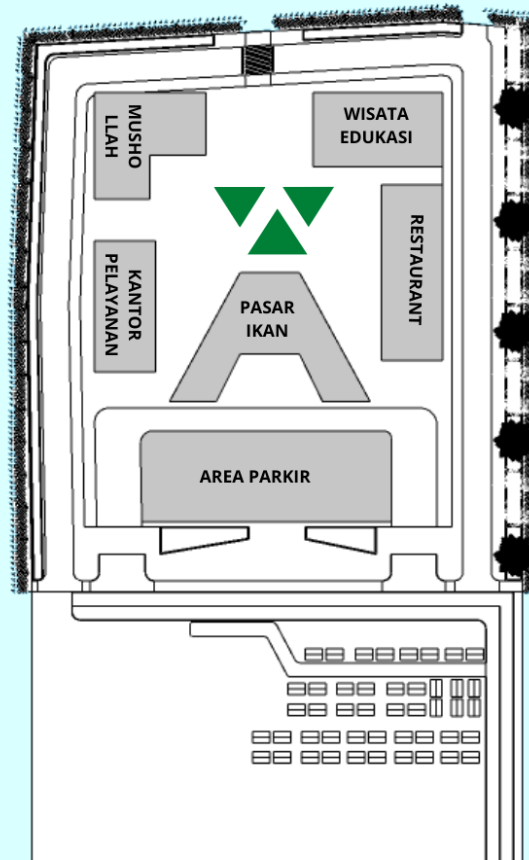 MUSHO
LLAH
WISATA
EDUKASI
KANTOR
PELAYANAN
PASAR
IKAN
RESTAURANT
AREA PARKIR